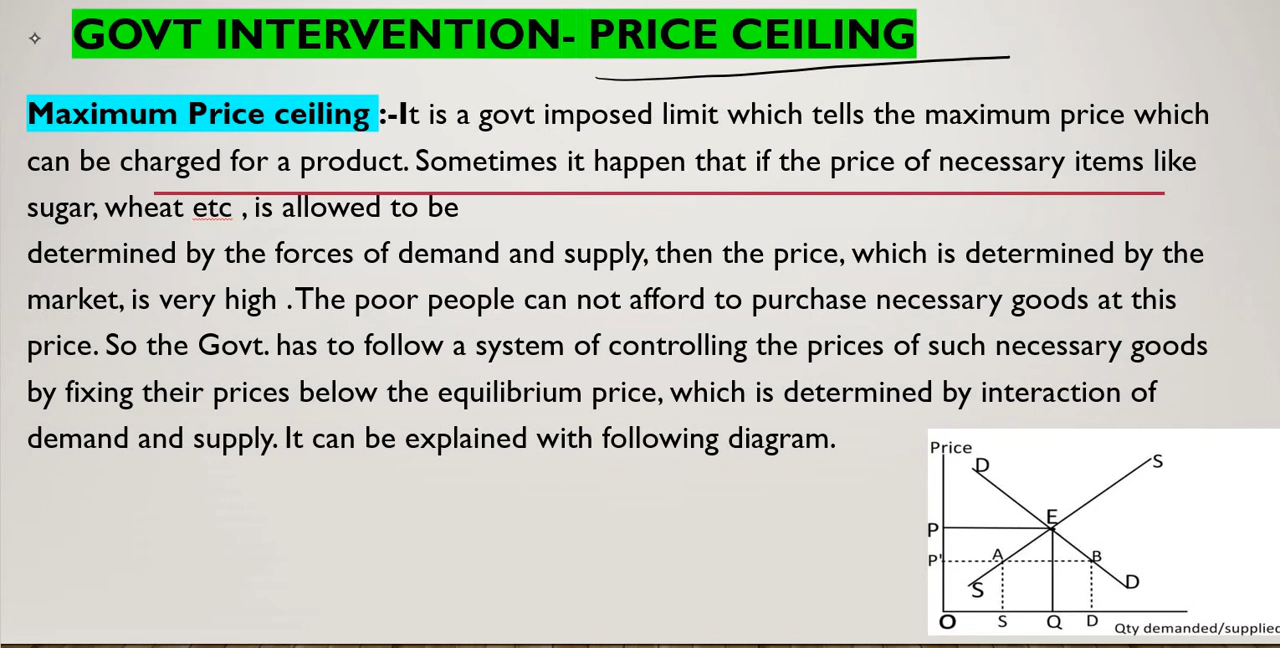 GOVT INTERVENTION- PRICE CEILING
Maximum Price ceiling :-It is a govt imposed limit which tells the maximum price which
can be charged for a product. Sometimes it happen that if the price of necessary items like
sugar, wheat etc , is allowed to be
determined by the forces of demand and supply, then the price, which is determined by the
market, is very high . The poor people can not afford to purchase necessary goods at this
price. So the Govt. has to follow a system of controlling the prices of such necessary goods
by fixing their prices below the equilibrium price, which is determined by interaction of
demand and supply. It can be explained with following diagram.
Price
D
S
E
P
A
B
P'
S
D
O S Q D Qty demanded/supplied